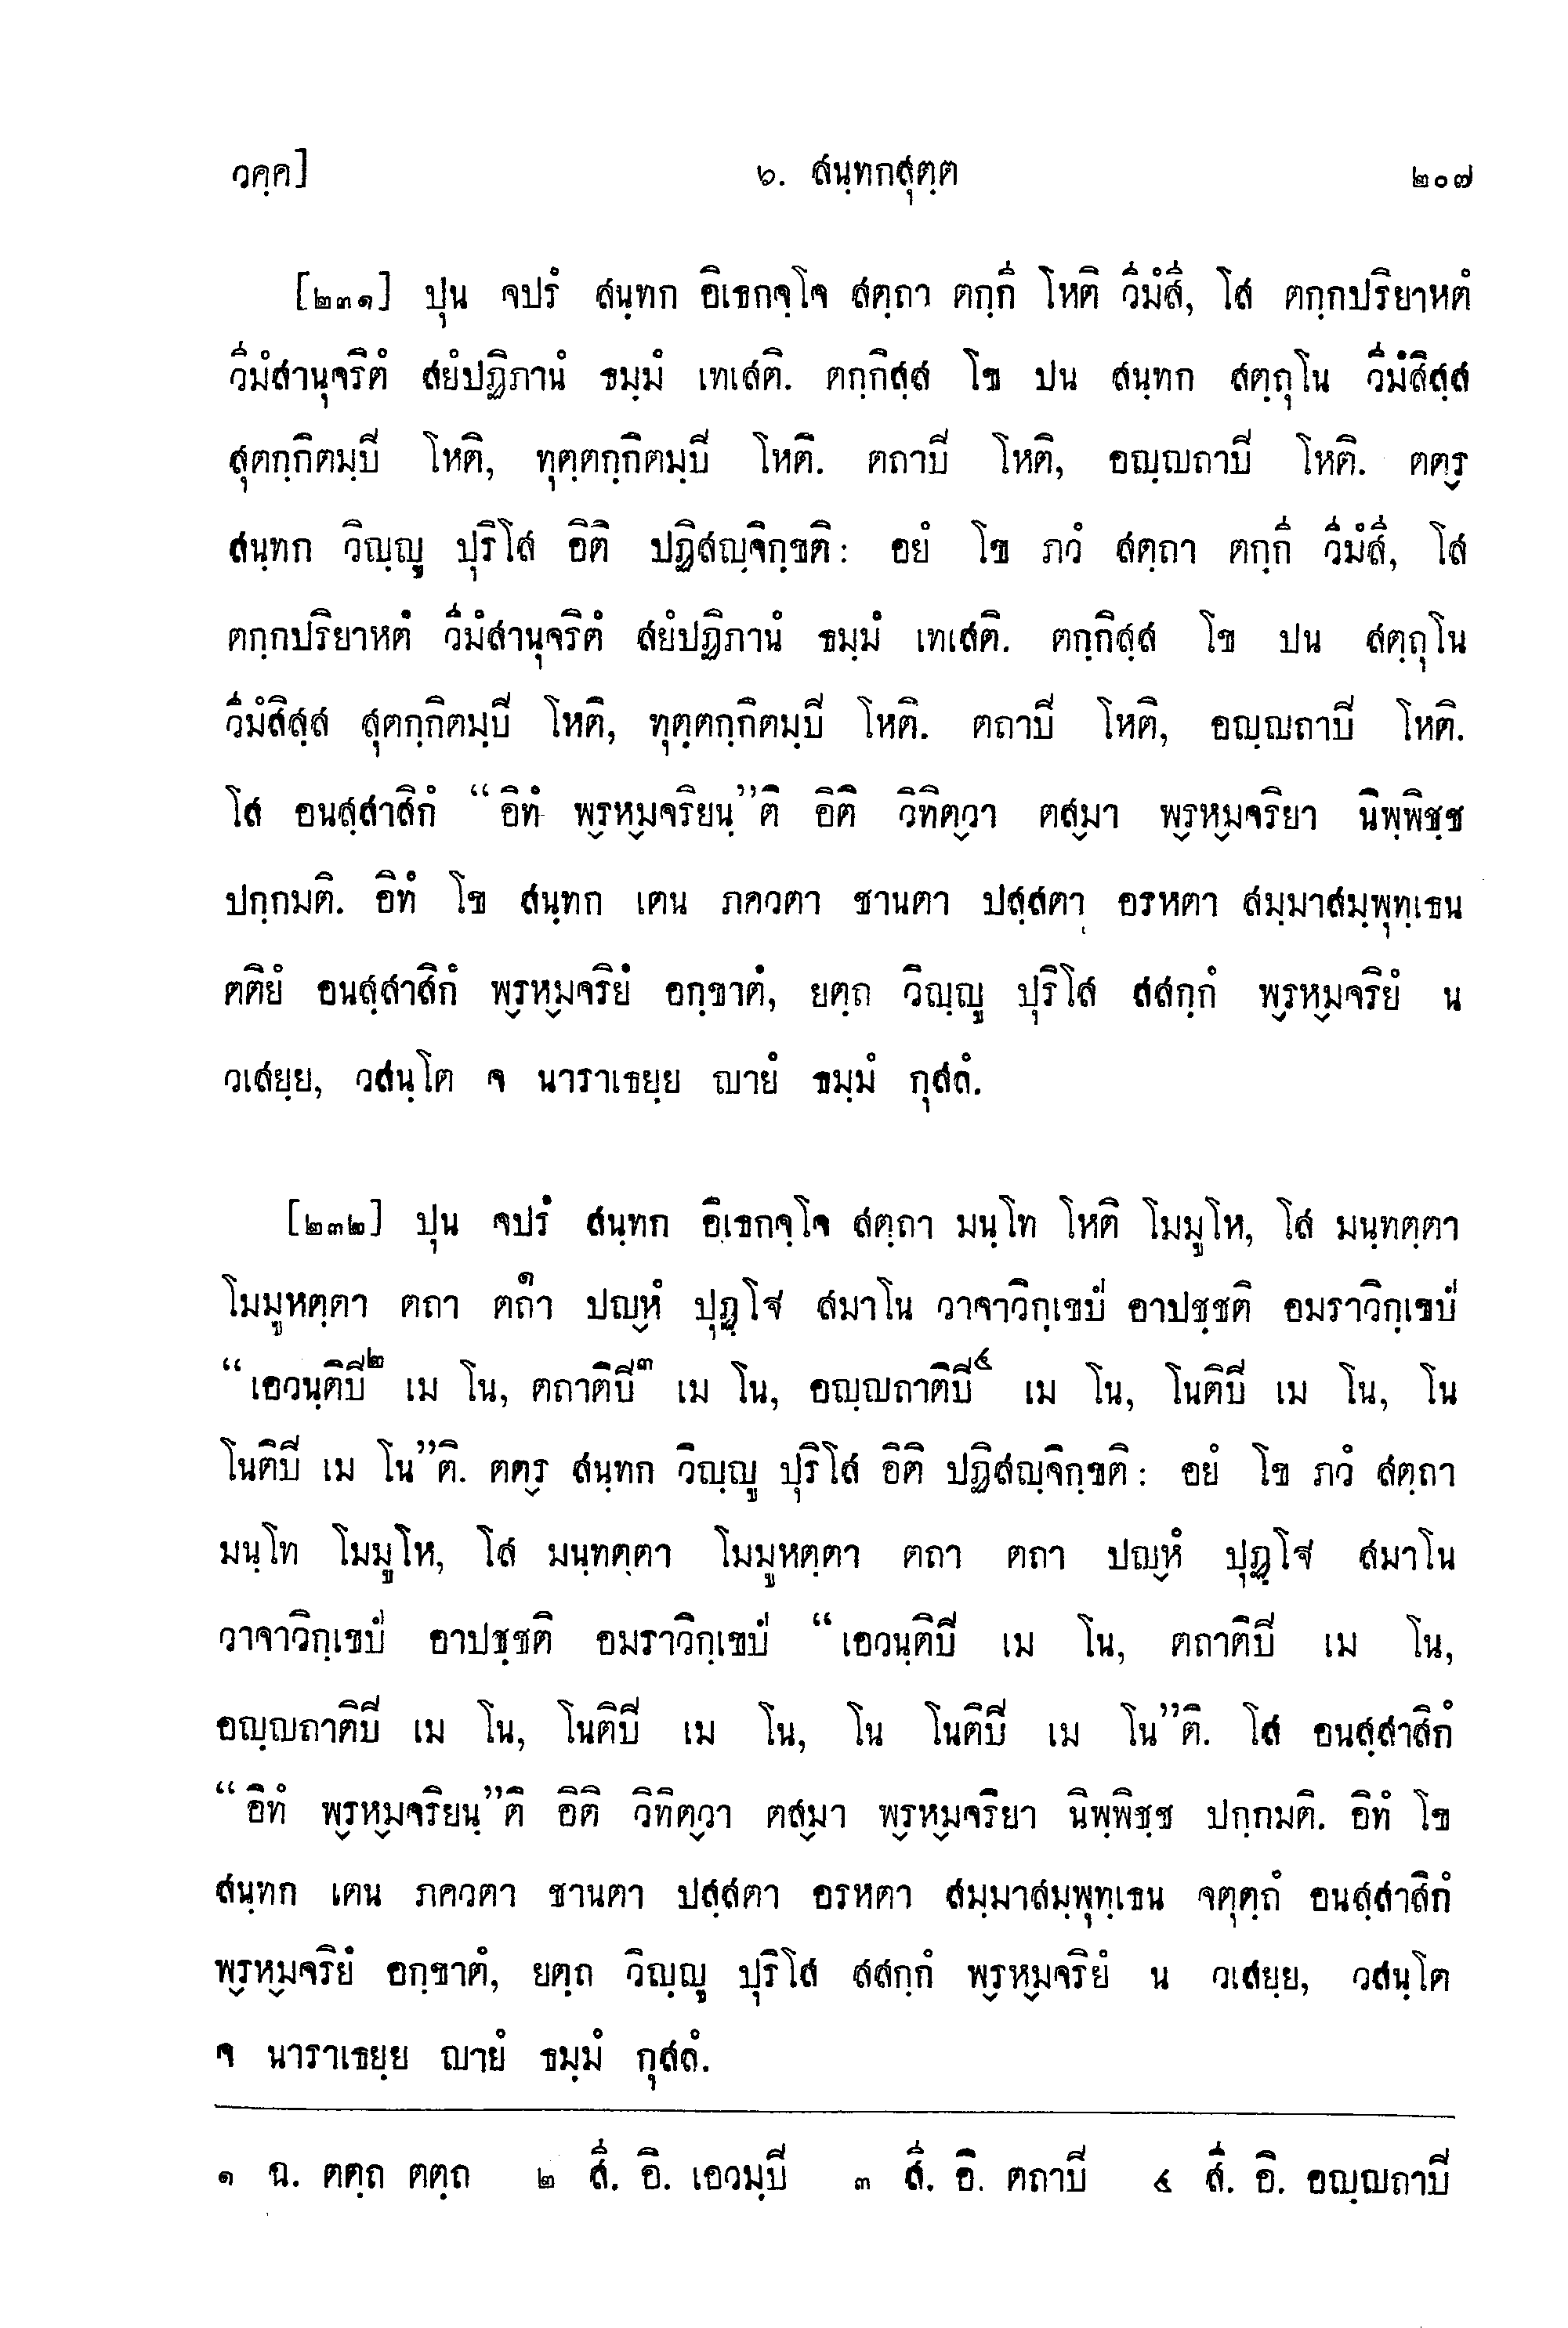 วคฺค]	๖. สนฺทกสุตฺต	๒๐๗
[๒๓๑] ปุน จปรํ สนฺทก อิเธกจฺโจ สตฺถา ตกฺกี โหติ วีมํสี, โส ตกฺกปริยาหตํ
วีมํสานุจริตํ สยํปฏิภานํ ธมฺมํ เทเสติ. ตกฺกิสฺส โข ปน สนฺทก สตฺถุโน วีมํสิสฺส
สุตกฺกิตมฺปิ โหติ, ทุตฺตกฺกิตมฺปิ โหติ. ตถาปิ โหติ, อญฺญถาปิ โหติ. ตตร๎
สนฺทก วิญฺญู ปุริโส อิติ ปฏิสญฺจิกฺขติ: อยํ โข ภวํ สตฺถา ตกฺกี วีมํสี, โส
ตกฺกปริยาหตํ วีมํสานุจริตํ สยํปฏิภานํ ธมฺมํ เทเสติ. ตกฺกิสฺส โข ปน สตฺถุโน
วีมํสิสฺส สุตกฺกิตมฺปิ โหติ, ทุตฺตกฺกิตมฺปิ โหติ. ตถาปิ โหติ, อญฺญถาปิ โหติ.
โส อนสฺสาสิกํ “อิทํ พร๎หม๎จริยนฺ”ติ อิติ วิทิตว๎า ตสม๎า พร๎หม๎จริยา นิพฺพิชฺช
ปกฺกมติ. อิทํ โข สนฺทก เตน ภควตา ชานตา ปสฺสตา อรหตา สมฺมาสมฺพุทฺเธน
ตติยํ อนสฺสาสิกํ พร๎หม๎จริยํ อกฺขาตํ, ยตฺถ วิญฺญู ปุริโส สสกฺกํ พร๎หม๎จริยํ น
วเสยฺย, วสนฺโต จ นาราเธยฺย ญายํ ธมฺมํ กุสลํ.
[๒๓๒] ปุน จปรํ สนฺทก อิเธกจฺโจ สตฺถา มนฺโท โหติ โมมูโห, โส มนฺทตฺตา
โมมูหตฺตา ตถา ตถา๑ ปญห๎ํ ปุฏฺโฐ สมาโน วาจาวิกฺเขปํ อาปชฺชติ อมราวิกฺเขปํ
“เอวนฺติปิ๒ เม โน, ตถาติปิ๓ เม โน, อญฺญถาติปิ๔ เม โน, โนติปิ เม โน, โน
โนติปิ เม โน”ติ. ตตร๎ สนฺทก วิญฺญู ปุริโส อิติ ปฏิสญฺจิกฺขติ: อยํ โข ภวํ สตฺถา
มนฺโท โมมูโห, โส มนฺทตฺตา โมมูหตฺตา ตถา ตถา ปญห๎ํ ปุฏฺโฐ สมาโน
วาจาวิกฺเขปํ อาปชฺชติ อมราวิกฺเขปํ “เอวนฺติปิ เม โน, ตถาติปิ เม โน,
อญฺญถาติปิ เม โน, โนติปิ เม โน, โน โนติปิ เม โน”ติ. โส อนสฺสาสิกํ
“อิทํ พร๎หม๎จริยนฺ”ติ อิติ วิทิตว๎า ตสม๎า พร๎หม๎จริยา นิพฺพิชฺช ปกฺกมติ. อิทํ โข
สนฺทก เตน ภควตา ชานตา ปสฺสตา อรหตา สมฺมาสมฺพุทฺเธน จตุตฺถํ อนสฺสาสิกํ
พร๎หม๎จริยํ อกฺขาตํ, ยตฺถ วิญฺญู ปุริโส สสกฺกํ พร๎หม๎จริยํ น วเสยฺย, วสนฺโต
จ นาราเธยฺย ญายํ ธมฺมํ กุสลํ.
๑ ฉ. ตตฺถ ตตฺถ	๒ สี. อิ. เอวมฺปิ	๓ สี. อิ. ตถาปิ	๔ สี. อิ. อญฺญถาปิ